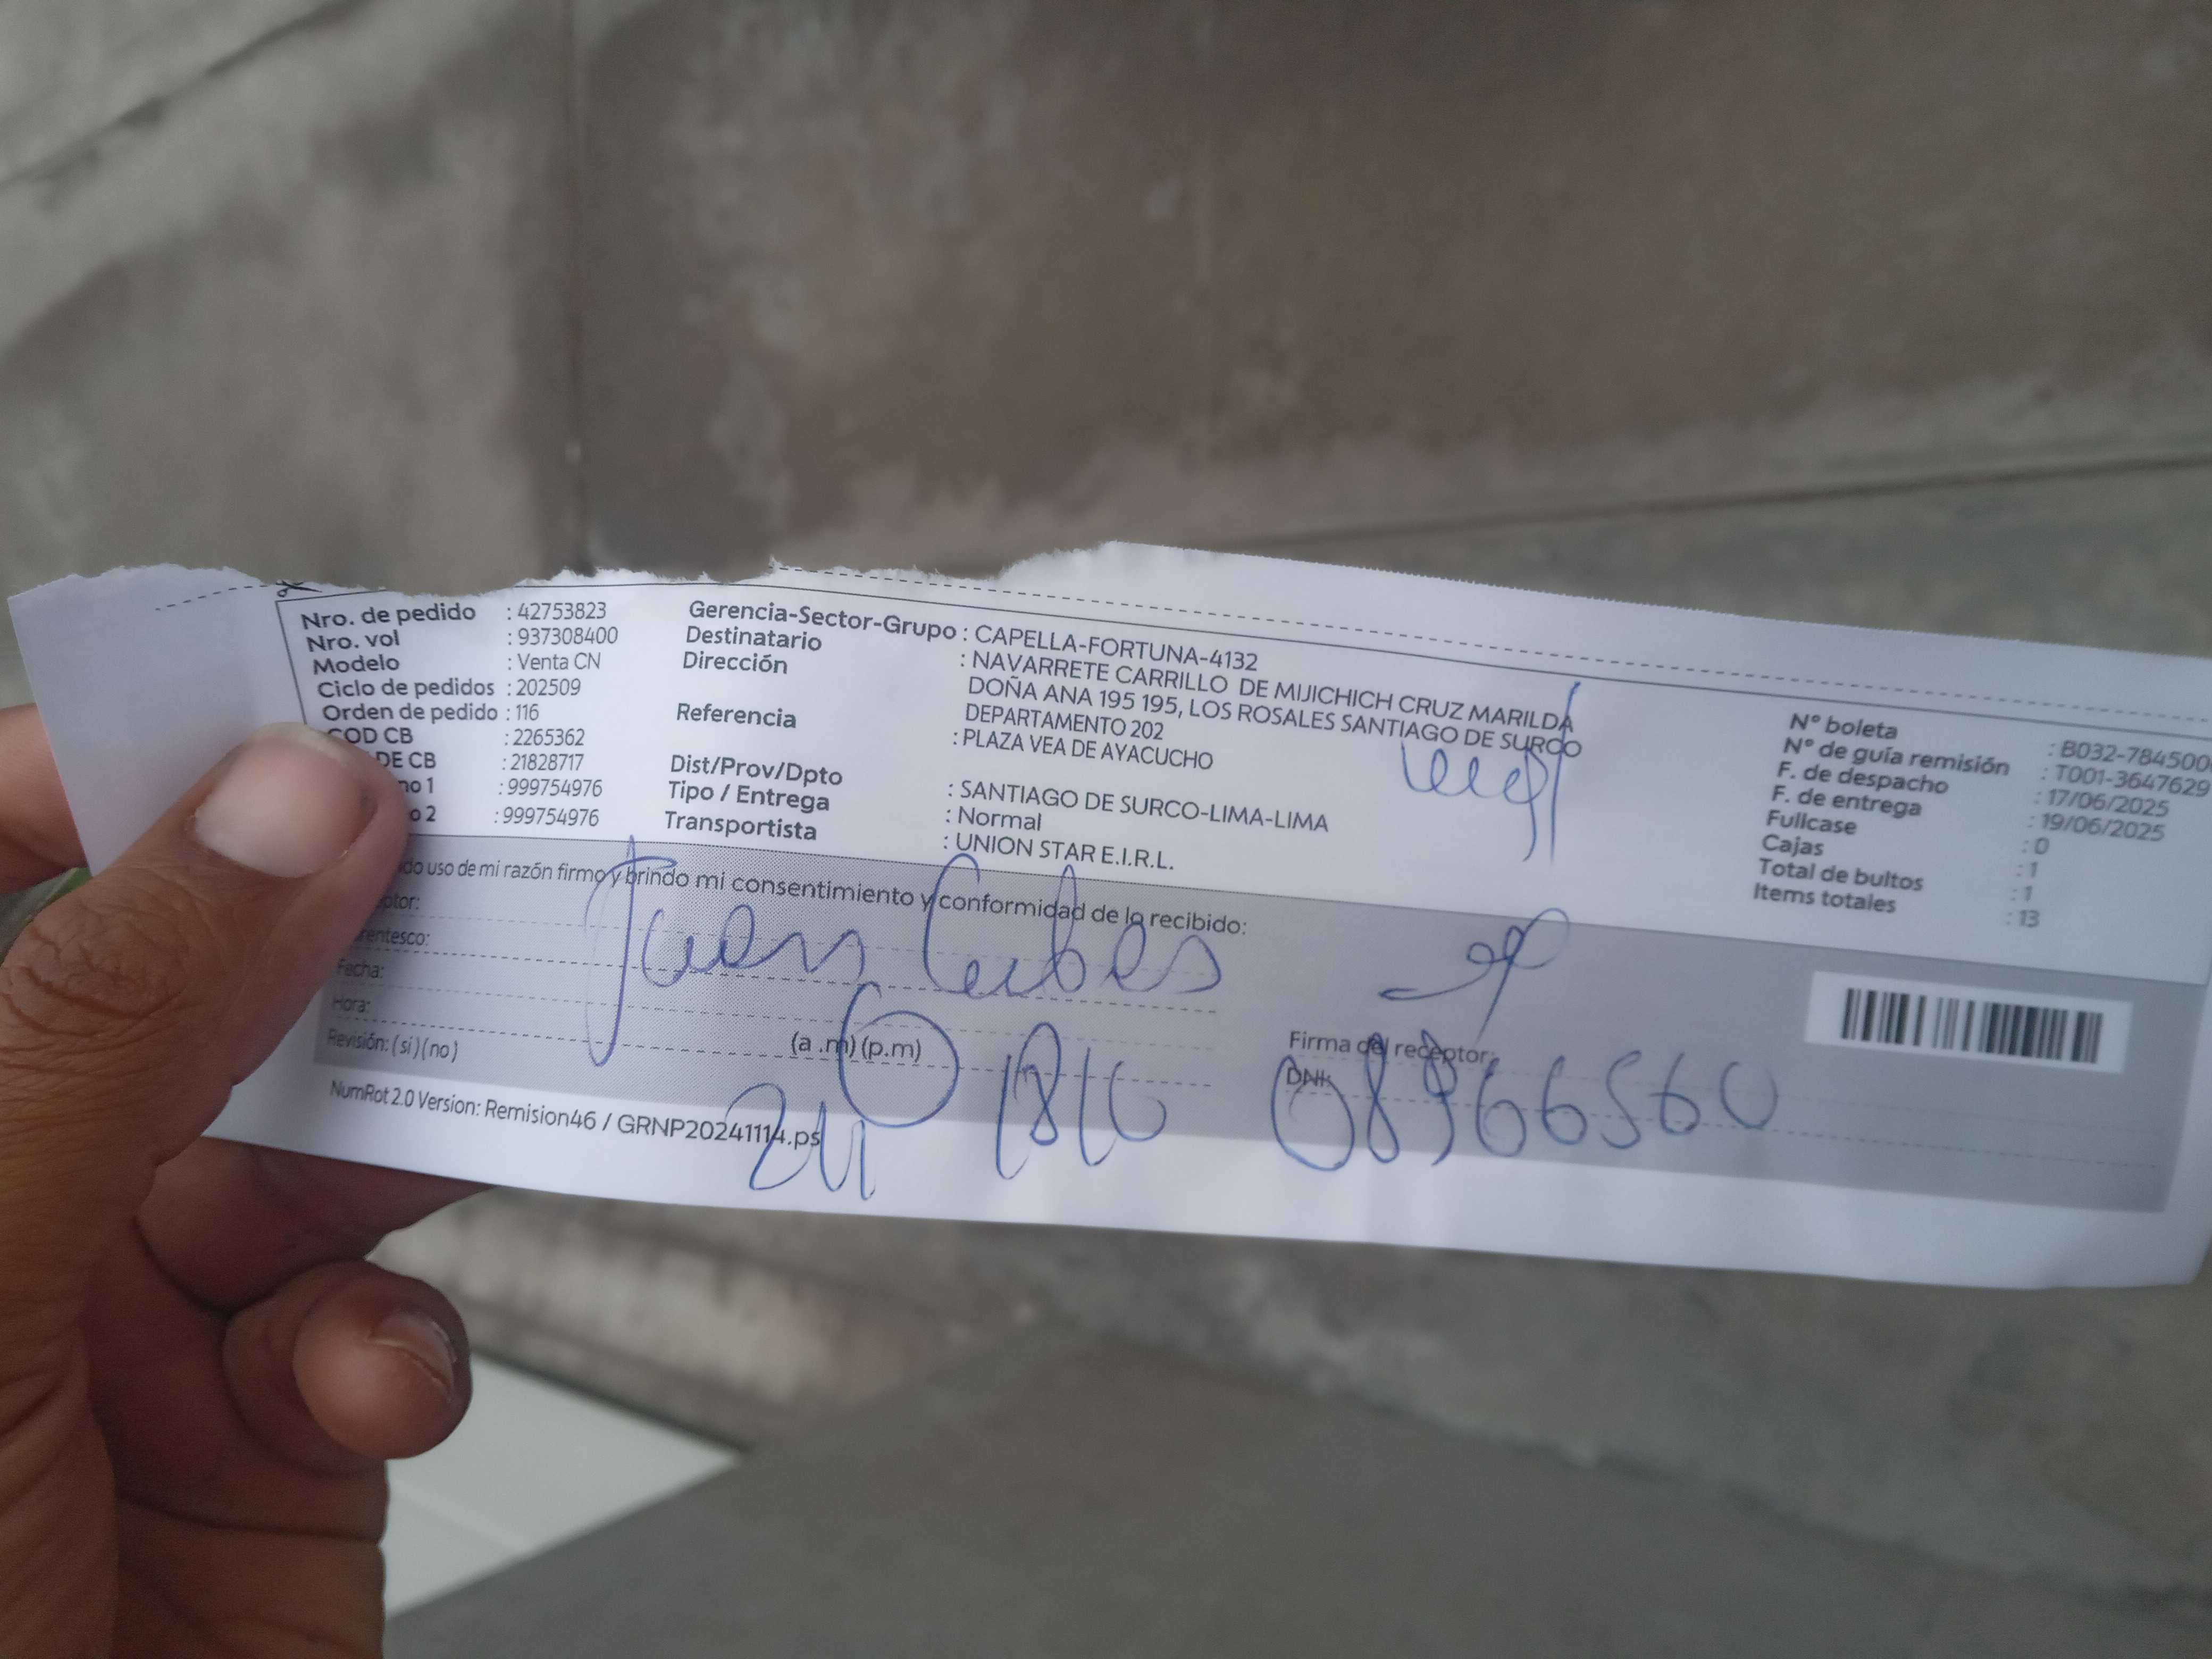 Nro. de pedido : 42753823
Nro. vol : 937308400
Modelo : Venta CN
Ciclo de pedidos : 202509
Orden de pedido : 116
COD CB : 2265362
DE CB : 21828717
no 1 : 999754976
o 2 : 999754976
Gerencia-Sector-Grupo : CAPELLA-FORTUNA-4132
Destinatario : NAVARRETE CARRILLO DE MIJICHICH CRUZ MARILDA
Dirección DOÑA ANA 195 195, LOS ROSALES SANTIAGO DE SURCO
DEPARTAMENTO 202
Referencia : PLAZA VEA DE AYACUCHO
Dist/Prov/Dpto : SANTIAGO DE SURCO-LIMA-LIMA
Tipo / Entrega : Normal
Transportista : UNION STAR E.I.R.L.
N° boleta : B032-784500
N° de guía remisión : T001-3647629
F. de despacho : 17/06/2025
F. de entrega : 19/06/2025
Fullcase : 0
Cajas : 1
Total de bultos : 1
Items totales : 13
do uso de mi razón firmo y brindo mi consentimiento y conformidad de lo recibido:
ptor: Juan
rentesco:
Fecha:
Hora: (a .m) (p.m)
Revisión: (si) (no)
Firma del receptor:
DNI: 08966560
18/6
NumRot 2.0 Version: Remision46 / GRNP20241114.ps